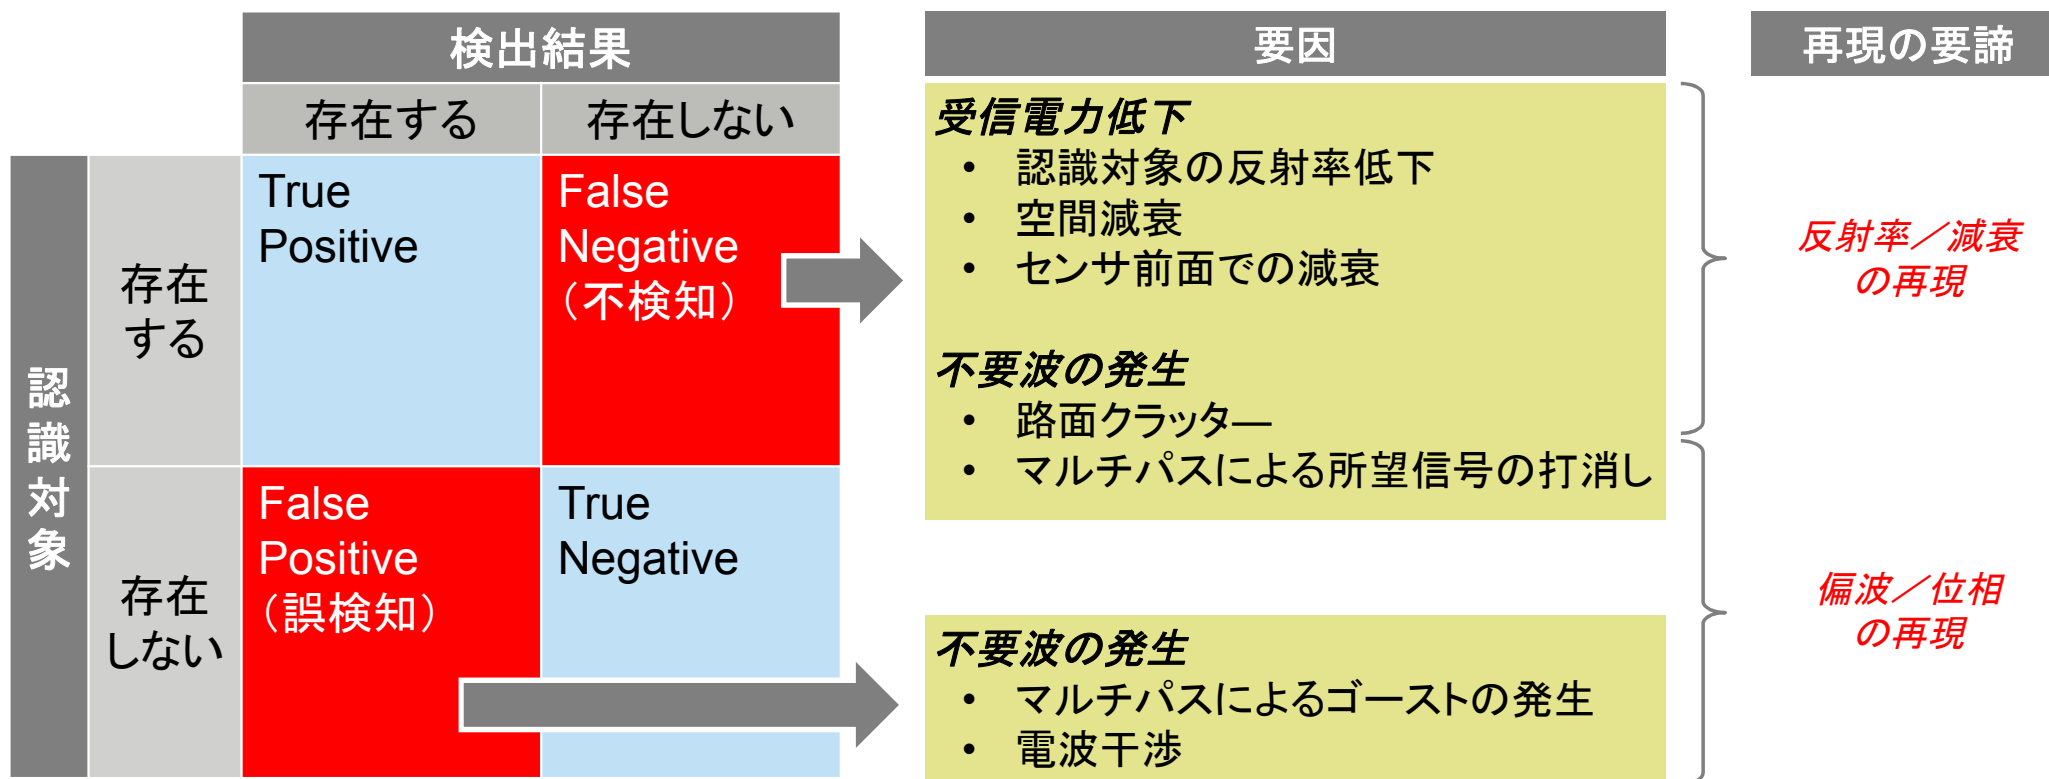 検出結果
要因
再現の要諦
存在する
存在しない
認識対象
存在
する
True
Positive
False
Negative
（不検知）
受信電力低下
• 認識対象の反射率低下
• 空間減衰
• センサ前面での減衰
不要波の発生
• 路面クラッタ―
• マルチパスによる所望信号の打消し
反射率／減衰
の再現
存在
しない
False
Positive
（誤検知）
True
Negative
不要波の発生
• マルチパスによるゴーストの発生
• 電波干渉
偏波／位相
の再現